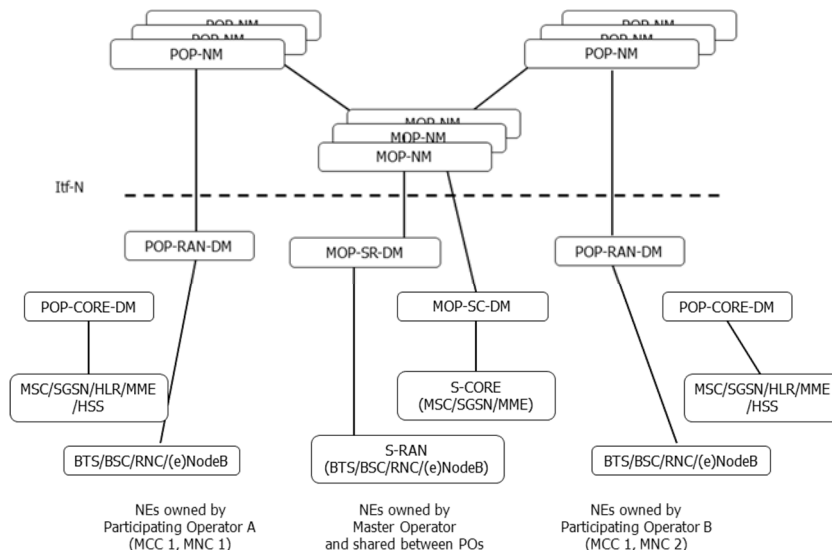 POP-NM
POP-NM
POP-NM
POP-NM
POP-NM
POP-NM
MOP-NM
MOP-NM
MOP-NM
Itf-N
POP-RAN-DM
MOP-SR-DM
POP-RAN-DM
POP-CORE-DM
MOP-SC-DM
POP-CORE-DM
MSC/SGSN/HLR/MME
/HSS
S-CORE
(MSC/SGSN/MME)
MSC/SGSN/HLR/MME
/HSS
BTS/BSC/RNC/(e)NodeB
S-RAN
(BTS/BSC/RNC/(e)NodeB)
BTS/BSC/RNC/(e)NodeB
NEs owned by
Participating Operator A
(MCC 1, MNC 1)
NEs owned by
Master Operator
and shared between POs
NEs owned by
Participating Operator B
(MCC 1, MNC 2)